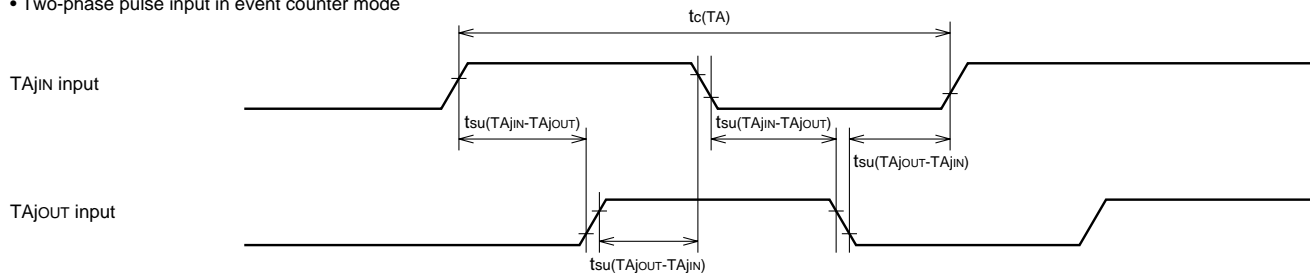 • Two-phase pulse input in event counter mode
tc(TA)
TAjIN input
tsu(TAjIN-TAjOUT)
tsu(TAjIN-TAjOUT)
tsu(TAjOUT-TAjIN)
TAjOUT input
tsu(TAjOUT-TAjIN)